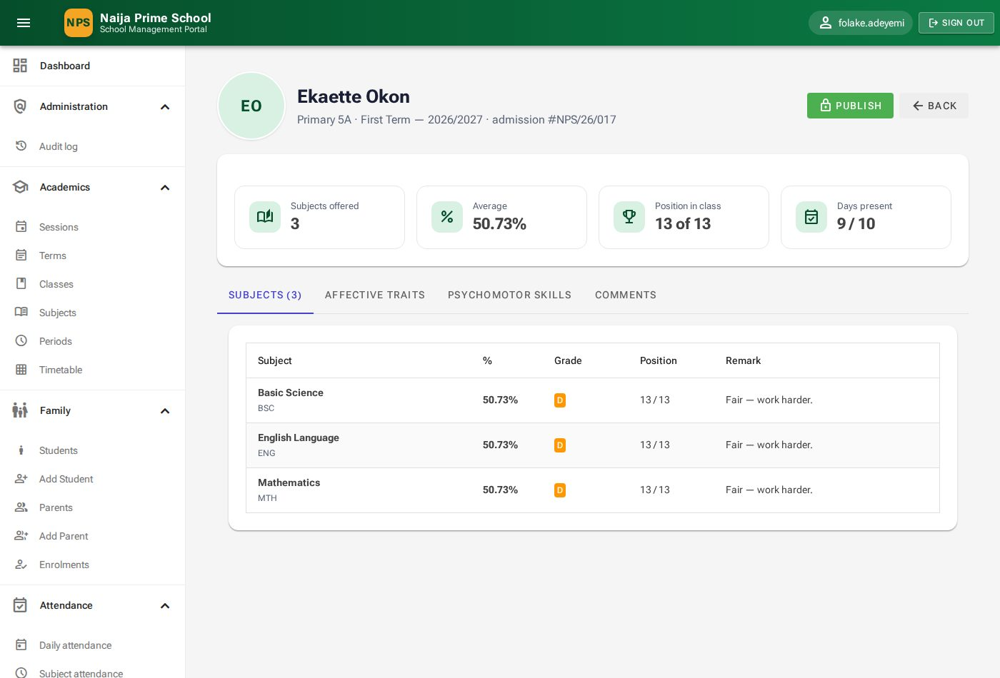 NPS
Naija Prime School
School Management Portal
folake.adeyemi
SIGN OUT
Dashboard
Administration
Audit log
Academics
Sessions
Terms
Classes
Subjects
Periods
Timetable
Family
Students
Add Student
Parents
Add Parent
Enrolments
Attendance
Daily attendance
Subject attendance
EO
Ekaette Okon
Primary 5A · First Term — 2026/2027 · admission #NPS/26/017
PUBLISH
BACK
Subjects offered
3
Average
50.73%
Position in class
13 of 13
Days present
9 / 10
SUBJECTS (3) AFFECTIVE TRAITS PSYCHOMOTOR SKILLS COMMENTS
Subject % Grade Position Remark
Basic Science
BSC
50.73% D 13 / 13 Fair — work harder.
English Language
ENG
50.73% D 13 / 13 Fair — work harder.
Mathematics
MTH
50.73% D 13 / 13 Fair — work harder.